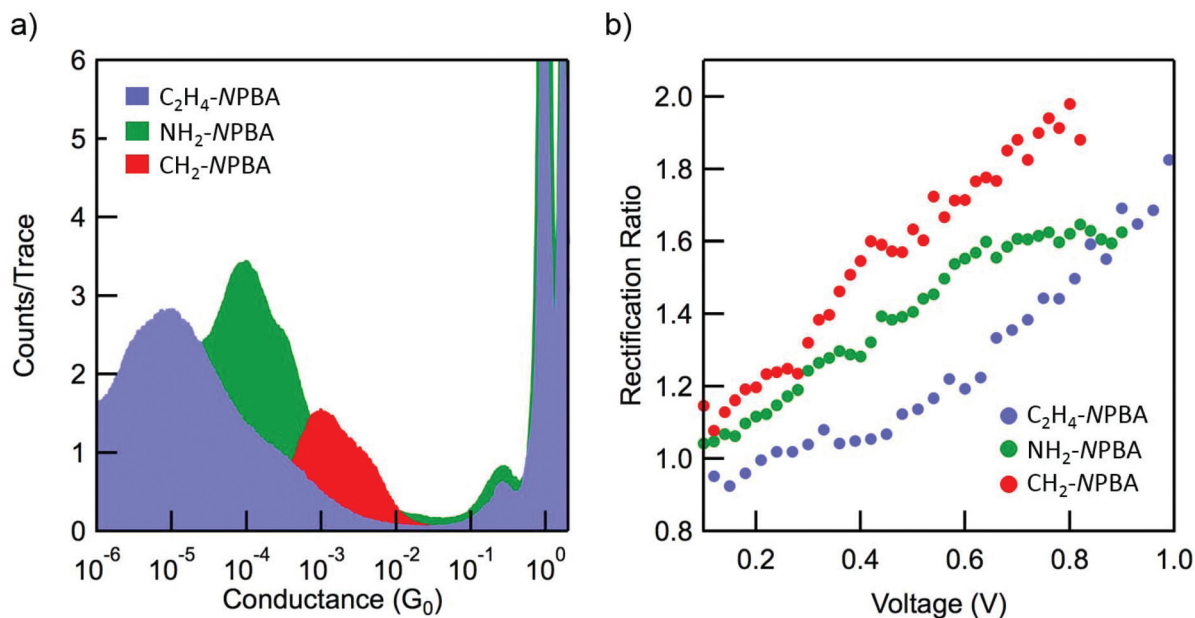 a)
6
5
4
3
2
1
0
Counts/Trace
C₂H₄-NPBA
NH₂-NPBA
CH₂-NPBA
10⁻⁶ 10⁻⁵ 10⁻⁴ 10⁻³ 10⁻² 10⁻¹ 10⁰
Conductance (G₀)
b)
2.0
1.8
1.6
1.4
1.2
1.0
0.8
Rectification Ratio
C₂H₄-NPBA
NH₂-NPBA
CH₂-NPBA
0.2 0.4 0.6 0.8 1.0
Voltage (V)